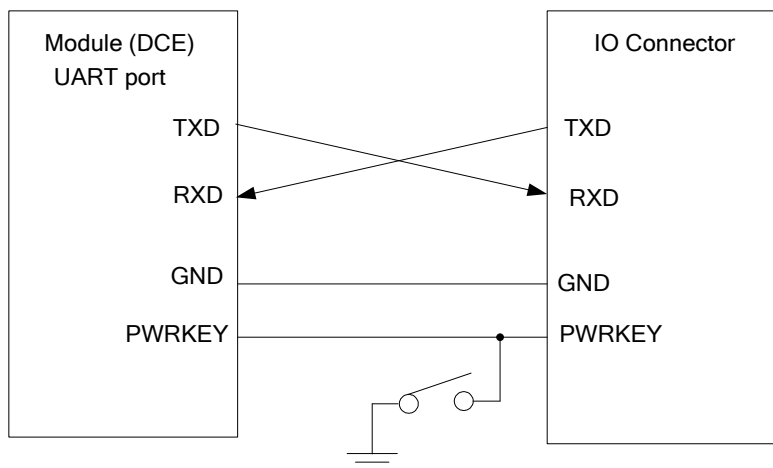 Module (DCE)
UART port
TXD
RXD
GND
PWRKEY
IO Connector
TXD
RXD
GND
PWRKEY